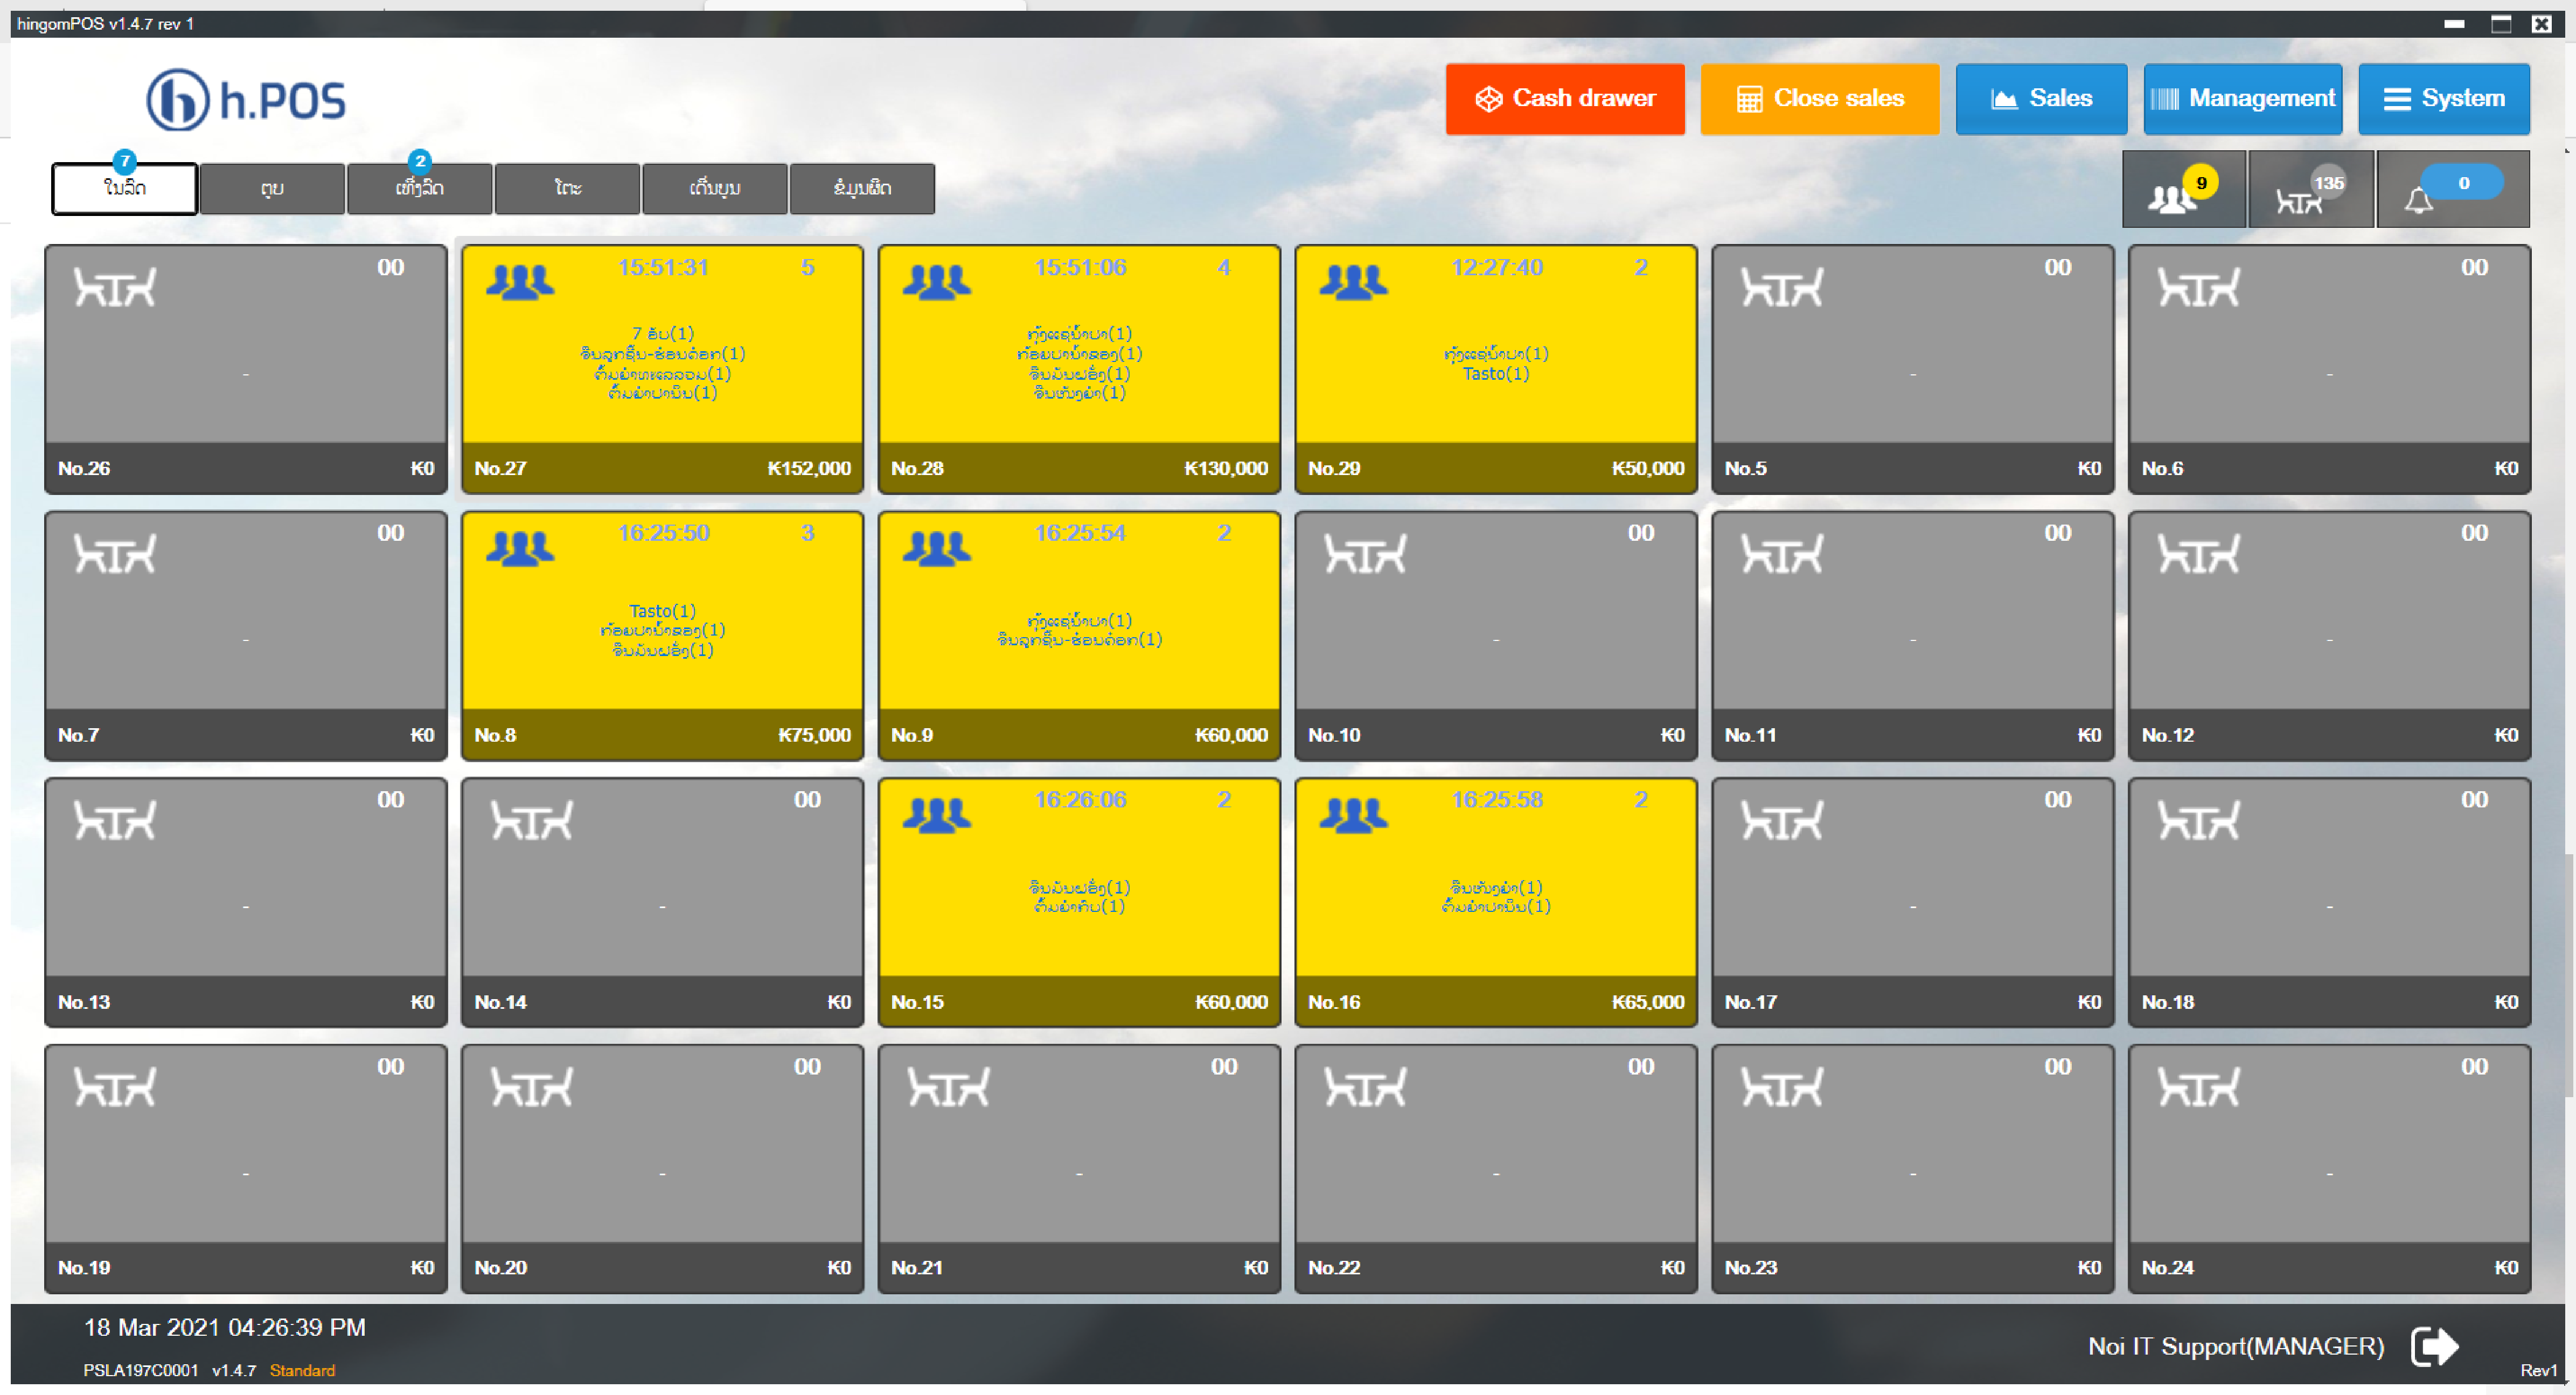 hingomPOS v1.4.7 rev 1
h.POS
Cash drawer
Close sales
Sales
Management
System
7
2
ໃນລົດ
ຕູບ
ເທິງລົດ
ໂຕະ
ເດີ່ນບຸນ
ຂໍ້ມູນຜິດ
9
135
0
00
-
No.26 ₭0
15:51:31 5
7 ອັບ(1)
ຈືນລູກຊີ້ນ-ຮ່ອນດ໋ອກ(1)
ຕົ້ມຍຳທະເລລວມ(1)
ຕົ້ມຍຳປານິນ(1)
No.27 ₭152,000
15:51:06 4
ກຸ້ງແຊ່ນ້ຳປາ(1)
ກ້ອຍປານ້ຳຂອງ(1)
ຈືນມັນຝຣັ່ງ(1)
ຈືນໜັງຍຳ(1)
No.28 ₭130,000
12:27:40 2
ກຸ້ງແຊ່ນ້ຳປາ(1)
Tasto(1)
No.29 ₭50,000
00
-
No.5 ₭0
00
-
No.6 ₭0
00
-
No.7 ₭0
16:25:50 3
Tasto(1)
ກ້ອຍປານ້ຳຂອງ(1)
ຈືນມັນຝຣັ່ງ(1)
No.8 ₭75,000
16:25:54 2
ກຸ້ງແຊ່ນ້ຳປາ(1)
ຈືນລູກຊີ້ນ-ຮ່ອນດ໋ອກ(1)
No.9 ₭60,000
00
-
No.10 ₭0
00
-
No.11 ₭0
00
-
No.12 ₭0
00
-
No.13 ₭0
00
-
No.14 ₭0
16:26:06 2
ຈືນມັນຝຣັ່ງ(1)
ຕົ້ມຍຳກົບ(1)
No.15 ₭60,000
16:25:58 2
ຈືນໜັງຍຳ(1)
ຕົ້ມຍຳປານິນ(1)
No.16 ₭65,000
00
-
No.17 ₭0
00
-
No.18 ₭0
00
-
No.19 ₭0
00
-
No.20 ₭0
00
-
No.21 ₭0
00
-
No.22 ₭0
00
-
No.23 ₭0
00
-
No.24 ₭0
18 Mar 2021 04:26:39 PM
PSLA197C0001 v1.4.7 Standard
Noi IT Support(MANAGER)
Rev1